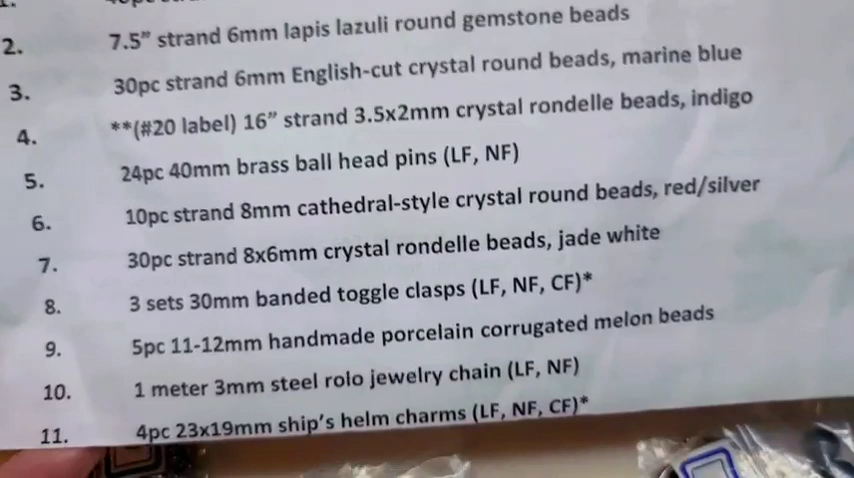 2. 7.5” strand 6mm lapis lazuli round gemstone beads
3. 30pc strand 6mm English-cut crystal round beads, marine blue
4. **(#20 label) 16” strand 3.5x2mm crystal rondelle beads, indigo
5. 24pc 40mm brass ball head pins (LF, NF)
6. 10pc strand 8mm cathedral-style crystal round beads, red/silver
7. 30pc strand 8x6mm crystal rondelle beads, jade white
8. 3 sets 30mm banded toggle clasps (LF, NF, CF)*
9. 5pc 11-12mm handmade porcelain corrugated melon beads
10. 1 meter 3mm steel rolo jewelry chain (LF, NF)
11. 4pc 23x19mm ship’s helm charms (LF, NF, CF)*